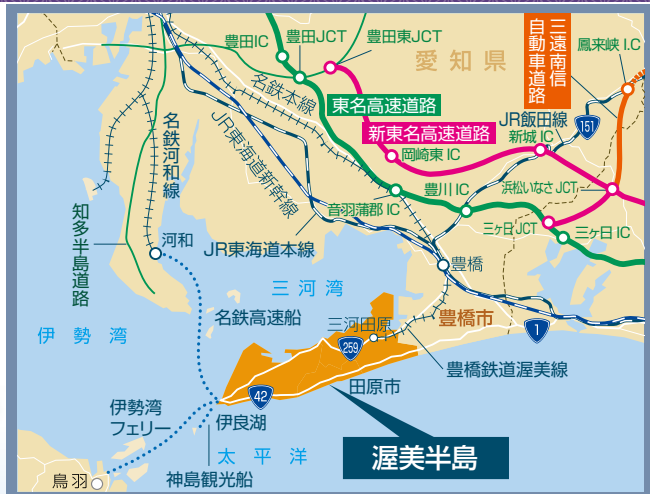 豊田IC
豊田JCT
豊田東JCT
愛知県
三遠南信
自動車道路
鳳来峡 I.C
名鉄本線
東名高速道路
新東名高速道路
JR飯田線
151
新城 IC
岡崎東 IC
名鉄河和線
JR東海道新幹線
豊川 IC
浜松いなさ JCT
音羽蒲郡 IC
三ヶ日 JCT
三ヶ日 IC
知多半島道路
河和
JR東海道本線
豊橋
三河湾
伊勢湾
名鉄高速船
三河田原
豊橋市
1
259
豊橋鉄道渥美線
42
田原市
伊勢湾
フェリー
伊良湖
太平洋
渥美半島
鳥羽
神島観光船